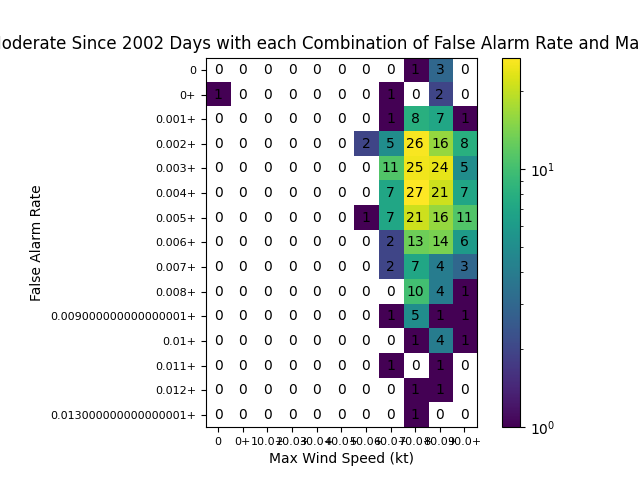 oderate Since 2002 Days with each Combination of False Alarm Rate and Ma
0 0 0 0 0 0 0 0 0 1 3 0
0+ 1 0 0 0 0 0 0 1 0 2 0
0.001+ 0 0 0 0 0 0 0 1 8 7 1
0.002+ 0 0 0 0 0 0 2 5 26 16 8
0.003+ 0 0 0 0 0 0 0 11 25 24 5
0.004+ 0 0 0 0 0 0 0 7 27 21 7
0.005+ 0 0 0 0 0 0 1 7 21 16 11
0.006+ 0 0 0 0 0 0 0 2 13 14 6
0.007+ 0 0 0 0 0 0 0 2 7 4 3
0.008+ 0 0 0 0 0 0 0 0 10 4 1
0.009000000000000001+ 0 0 0 0 0 0 0 1 5 1 1
0.01+ 0 0 0 0 0 0 0 0 1 4 1
0.011+ 0 0 0 0 0 0 0 1 0 1 0
0.012+ 0 0 0 0 0 0 0 0 1 1 0
0.013000000000000001+ 0 0 0 0 0 0 0 0 1 0 0
0 0+ 10.0+ 20.0+ 30.0+ 40.0+ 50.0+ 60.0+ 70.0+ 80.0+ 90.0+
Max Wind Speed (kt)
False Alarm Rate
10¹
10⁰